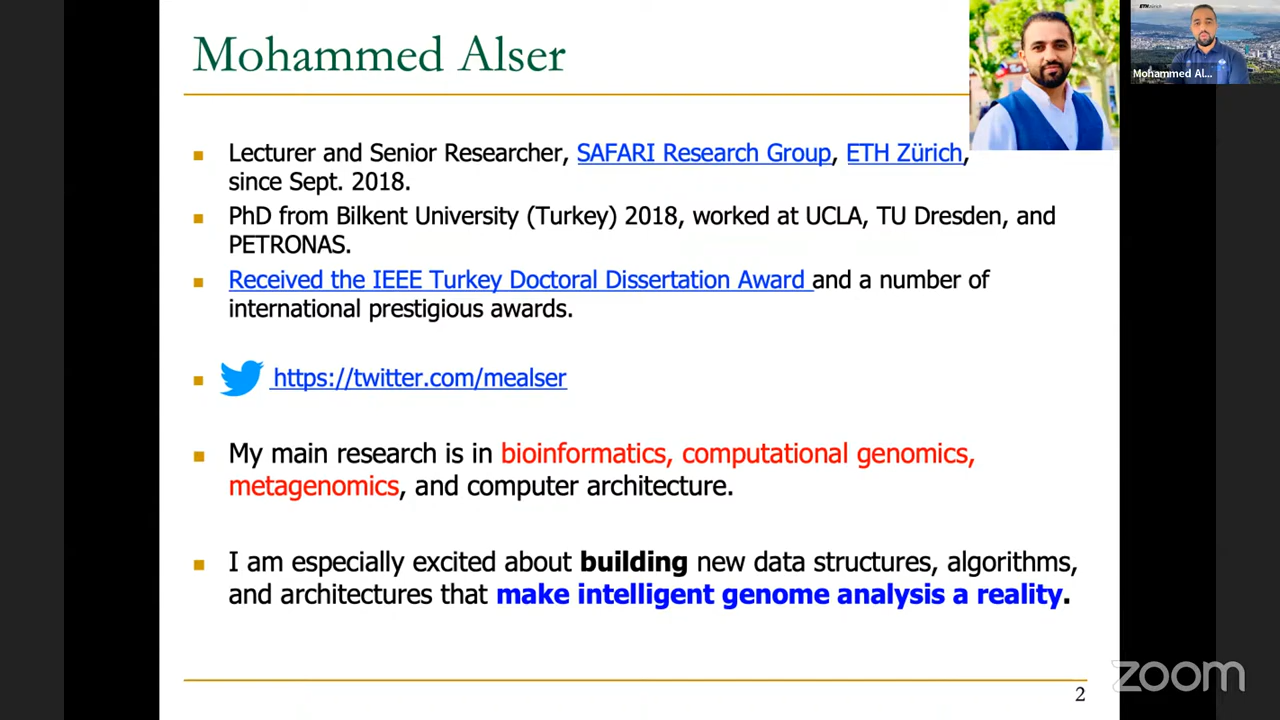 Mohammed Alser
ETH zürich
Mohammed Al...
Lecturer and Senior Researcher, SAFARI Research Group, ETH Zürich,
since Sept. 2018.
PhD from Bilkent University (Turkey) 2018, worked at UCLA, TU Dresden, and
PETRONAS.
Received the IEEE Turkey Doctoral Dissertation Award and a number of
international prestigious awards.
https://twitter.com/mealser
My main research is in bioinformatics, computational genomics,
metagenomics, and computer architecture.
I am especially excited about building new data structures, algorithms,
and architectures that make intelligent genome analysis a reality.
zoom
2